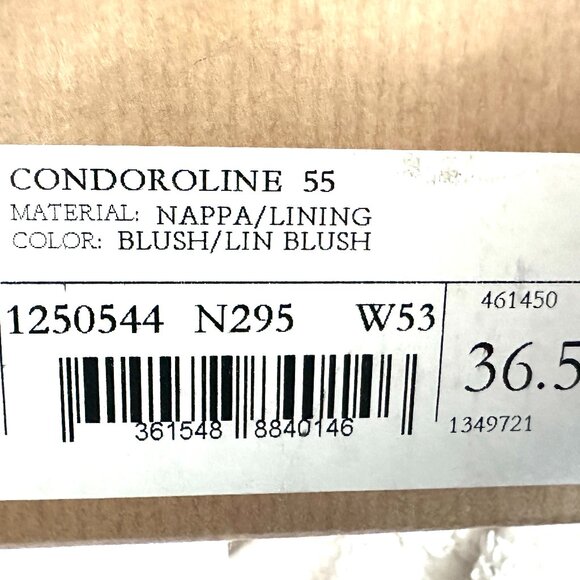 CONDOROLINE 55
MATERIAL: NAPPA/LINING
COLOR: BLUSH/LIN BLUSH
1250544 N295 W53
461450
36.5
361548 8840146
1349721